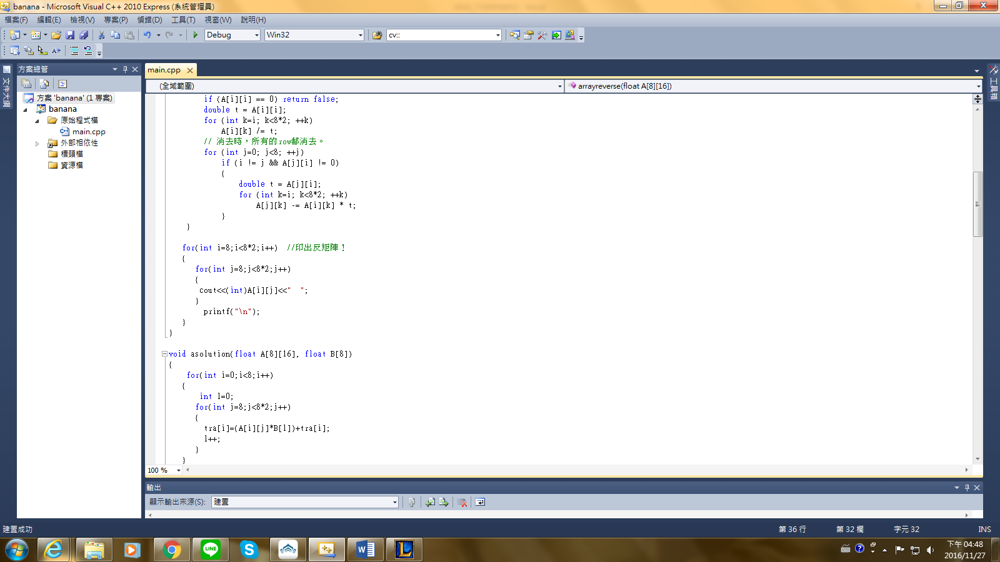 banana - Microsoft Visual C++ 2010 Express (系統管理員)
檔案(F) 編輯(E) 檢視(V) 專案(P) 偵錯(D) 工具(T) 視窗(W) 說明(H)
Debug Win32 cv::
文件大綱
方案總管
方案 'banana' (1 專案)
banana
原始程式檔
main.cpp
外部相依性
標頭檔
資源檔
main.cpp
(全域範圍) arrayreverse(float A[8][16])
if (A[i][i] == 0) return false;
double t = A[i][i];
for (int k=i; k<8*2; ++k)
A[i][k] /= t;
// 消去時，所有的row都消去。
for (int j=0; j<8; ++j)
if (i != j && A[j][i] != 0)
{
double t = A[j][i];
for (int k=i; k<8*2; ++k)
A[j][k] -= A[i][k] * t;
}
}
for(int i=8;i<8*2;i++) //印出反矩陣！
{
for(int j=8;j<8*2;j++)
{
cout<<(int)A[i][j]<<"  ";
}
printf("\n");
}
}
void asolution(float A[8][16], float B[8])
{
for(int i=0;i<8;i++)
{
int l=0;
for(int j=8;j<8*2;j++)
{
tra[i]=(A[i][j]*B[l])+tra[i];
l++;
}
}
100 %
工具箱
輸出
顯示輸出來源(S): 建置
建置成功 第 36 行 第 32 欄 字元 32 INS
LINE
下午 04:48
2016/11/27